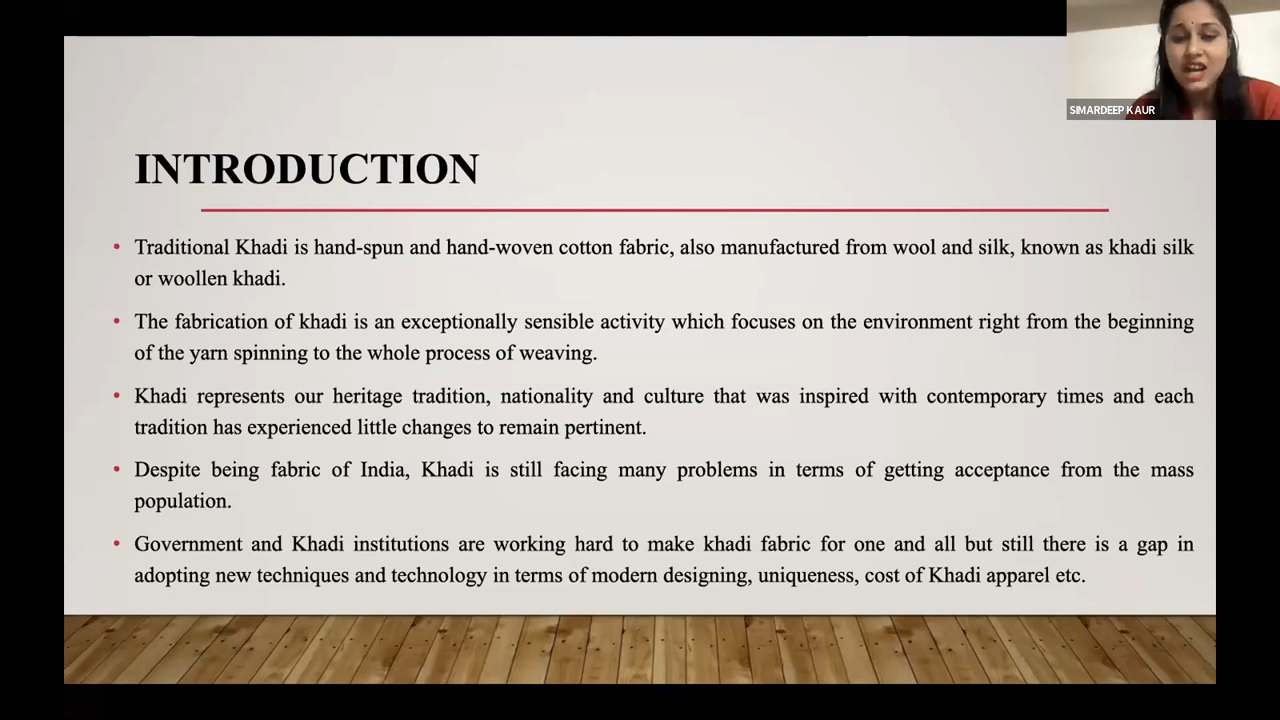 SIMARDEEP KAUR
INTRODUCTION
• Traditional Khadi is hand-spun and hand-woven cotton fabric, also manufactured from wool and silk, known as khadi silk
or woollen khadi.
• The fabrication of khadi is an exceptionally sensible activity which focuses on the environment right from the beginning
of the yarn spinning to the whole process of weaving.
• Khadi represents our heritage tradition, nationality and culture that was inspired with contemporary times and each
tradition has experienced little changes to remain pertinent.
• Despite being fabric of India, Khadi is still facing many problems in terms of getting acceptance from the mass
population.
• Government and Khadi institutions are working hard to make khadi fabric for one and all but still there is a gap in
adopting new techniques and technology in terms of modern designing, uniqueness, cost of Khadi apparel etc.